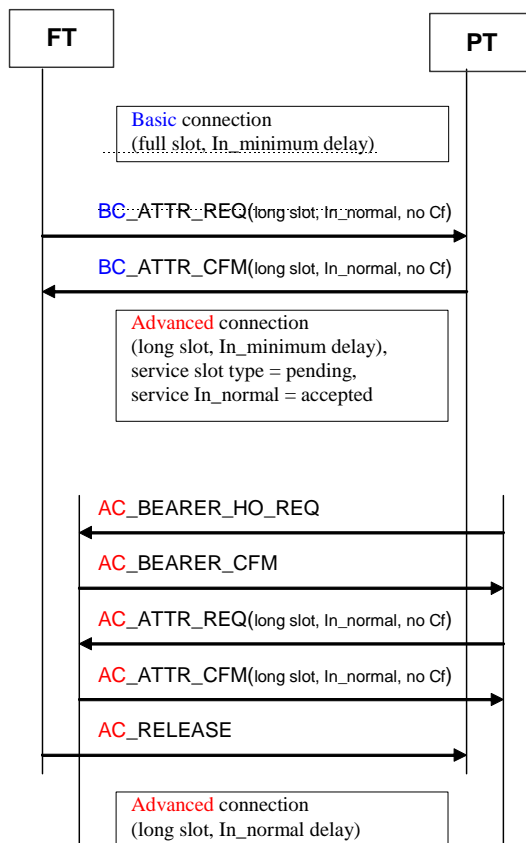 FT
PT
Basic connection
(full slot, In_minimum delay)
BC_ATTR_REQ(long slot, In_normal, no Cf)
BC_ATTR_CFM(long slot, In_normal, no Cf)
Advanced connection
(long slot, In_minimum delay),
service slot type = pending,
service In_normal = accepted
AC_BEARER_HO_REQ
AC_BEARER_CFM
AC_ATTR_REQ(long slot, In_normal, no Cf)
AC_ATTR_CFM(long slot, In_normal, no Cf)
AC_RELEASE
Advanced connection
(long slot, In_normal delay)